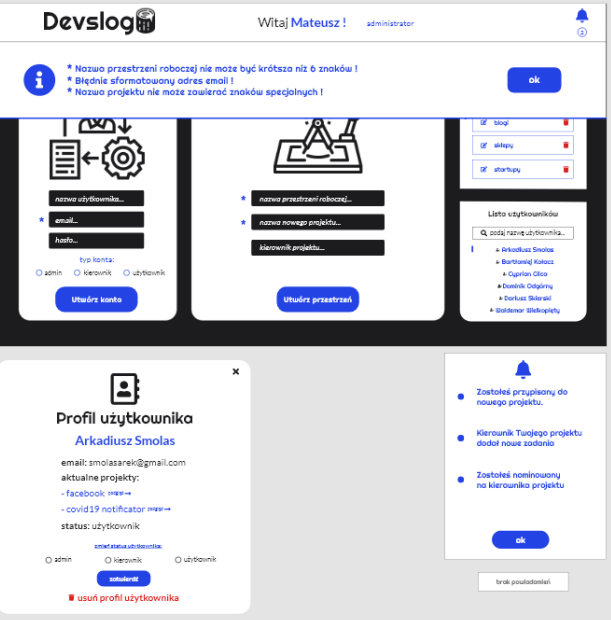 Devslog
Witaj Mateusz !
administrator
2
* Nazwa przestrzeni roboczej nie może być krótsza niż 6 znaków !
* Błędnie sformatowany adres email !
* Nazwa projektu nie może zawierać znaków specjalnych !
ok
nazwa użytkownika...
* email...
hasło...
typ konta:
admin kierownik użytkownik
Utwórz konto
* nazwa przestrzeni roboczej...
* nazwa nowego projektu...
kierownik projektu...
Utwórz przestrzeń
blogi
sklepy
startupy
Lista użytkowników
podaj nazwę użytkownika...
Arkadiusz Smolas
Bartłomiej Kołacz
Cyprian Glica
Dominik Odgórny
Dariusz Sklerski
Waldemar Wielkopięty
Profil użytkownika
Arkadiusz Smolas
email: smolasarek@gmail.com
aktualne projekty:
- facebook
- covid19 notificator
status: użytkownik
zmień status użytkownika:
admin kierownik użytkownik
zatwierdź
usuń profil użytkownika
Zostałeś przypisany do
nowego projektu.
Kierownik Twojego projektu
dodał nowe zadania
Zostałeś nominowany
na kierownika projektu
ok
brak powiadomień